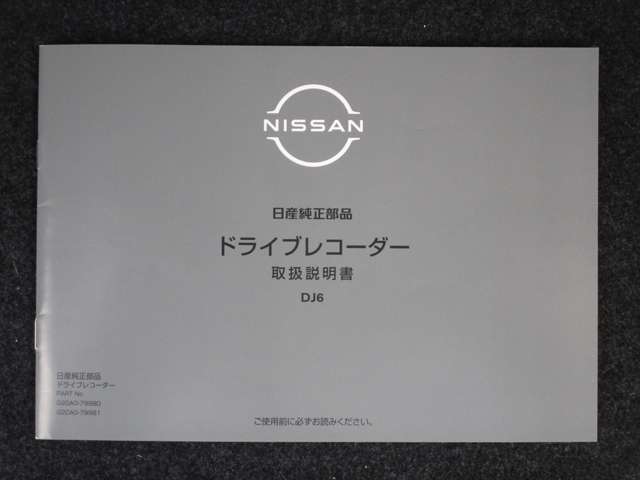 NISSAN
日産純正部品
ドライブレコーダー
取扱説明書
DJ6
日産純正部品
ドライブレコーダー
PART No.
ご使用前に必ずお読みください。